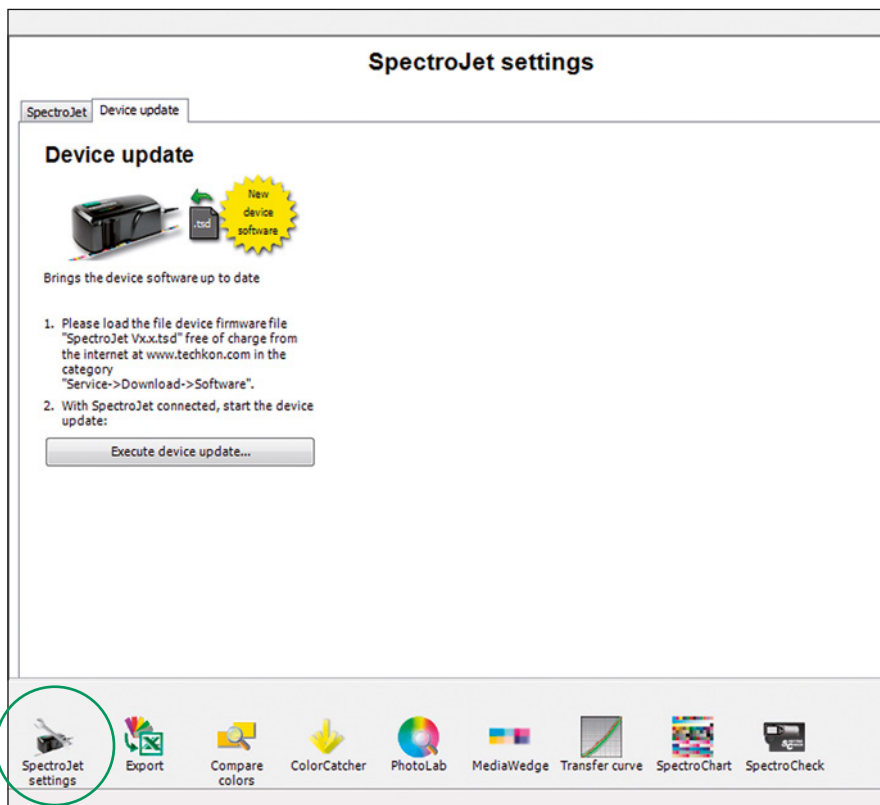 SpectroJet settings
SpectroJet Device update
Device update
New
device
software
.tsd
Brings the device software up to date
1. Please load the file device firmware file
"SpectroJet Vx.x.tsd" free of charge from
the internet at www.techkon.com in the
category
"Service->Download->Software".
2. With SpectroJet connected, start the device
update:
Execute device update...
SpectroJet
settings
Export
Compare
colors
ColorCatcher
PhotoLab
MediaWedge
Transfer curve
SpectroChart
SpectroCheck